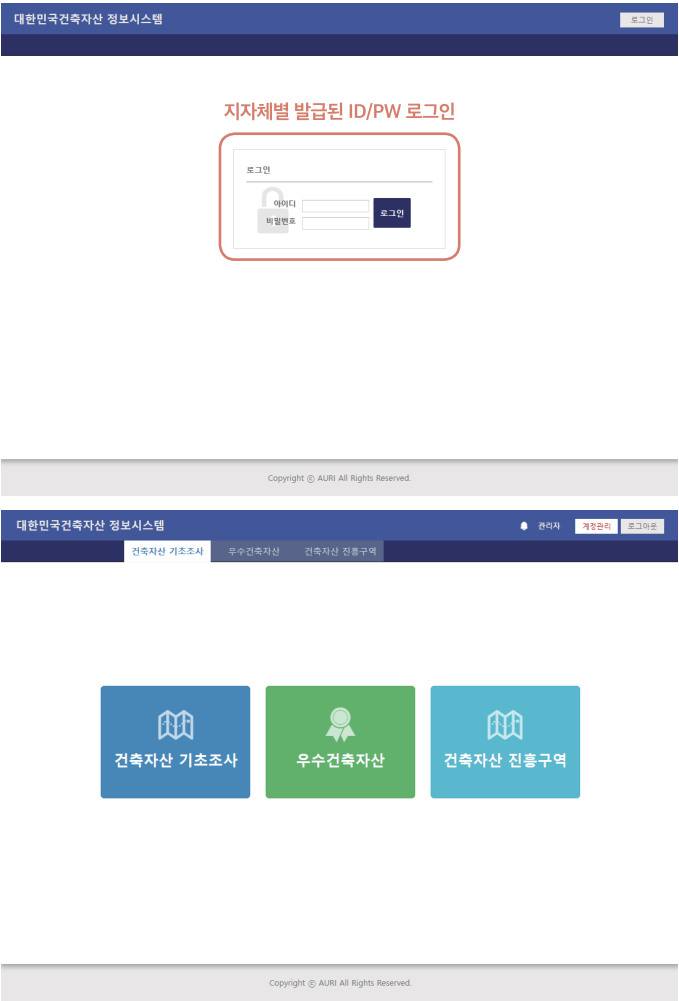 대한민국건축자산 정보시스템
로그인
지자체별 발급된 ID/PW 로그인
로그인
아이디
비밀번호
로그인
Copyright ⓒ AURI All Rights Reserved.
대한민국건축자산 정보시스템
관리자 계정관리 로그아웃
건축자산 기초조사 우수건축자산 건축자산 진흥구역
건축자산 기초조사 우수건축자산 건축자산 진흥구역
Copyright ⓒ AURI All Rights Reserved.